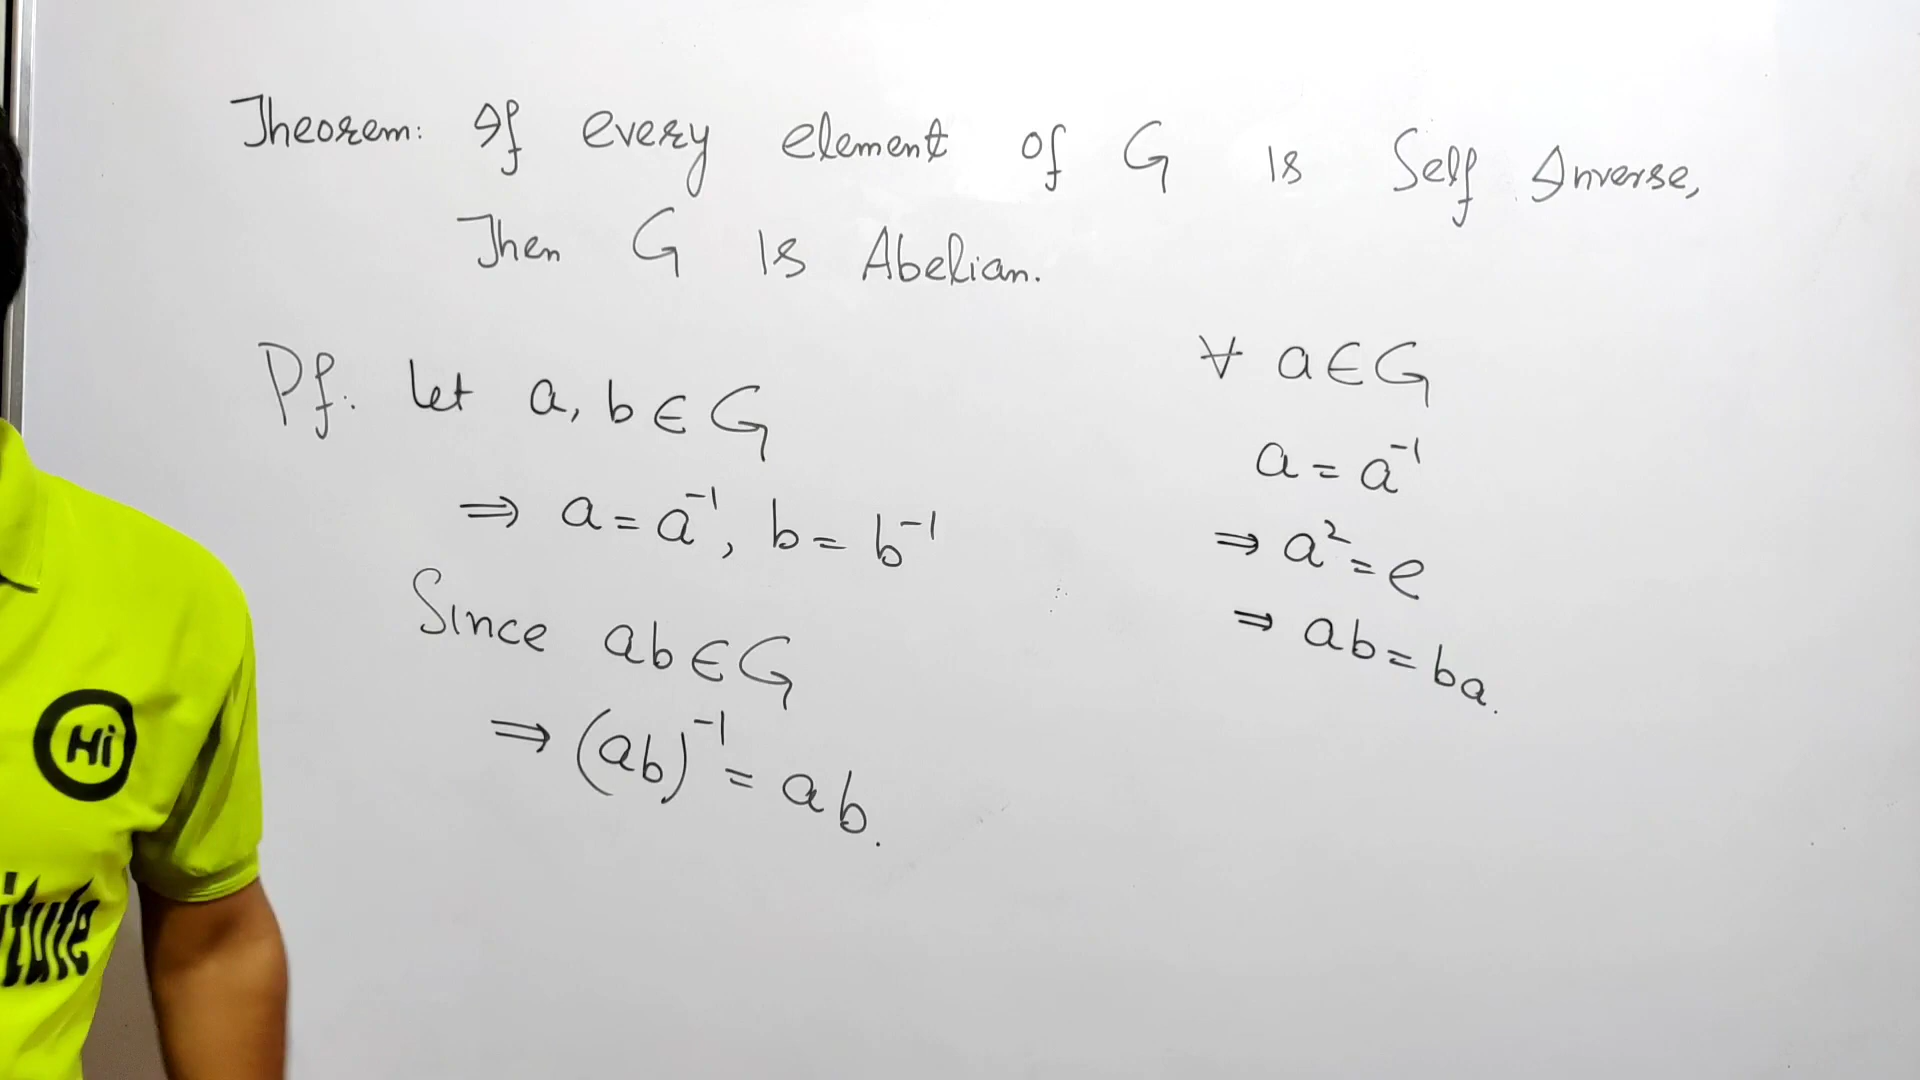 Theorem: If every element of G is Self Inverse,
Then G is Abelian.
Pf: let a, b ∈ G
⇒ a = a⁻¹, b = b⁻¹
Since ab ∈ G
⇒ (ab)⁻¹ = ab.
∀ a ∈ G
a = a⁻¹
⇒ a² = e
⇒ ab = ba.
Hi
itute